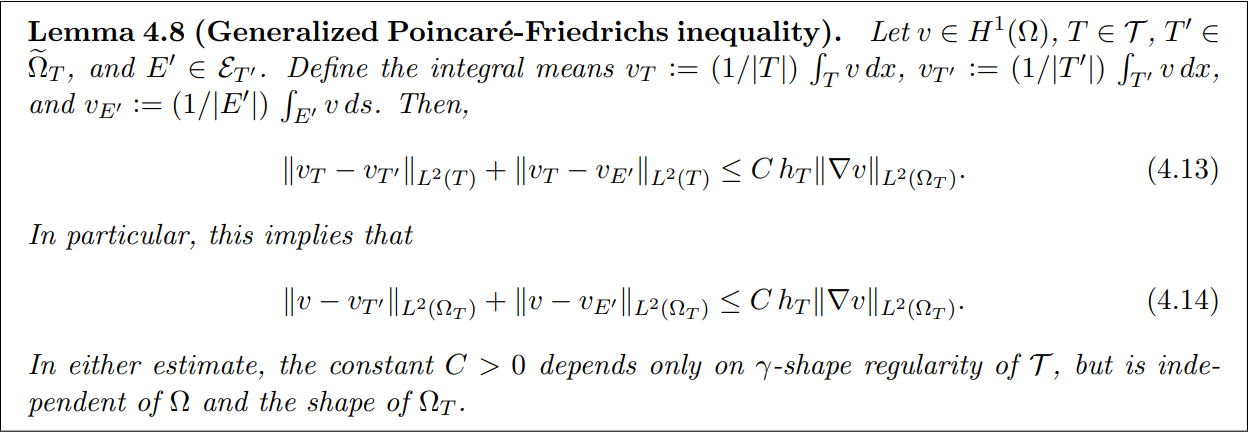 Lemma 4.8 (Generalized Poincaré-Friedrichs inequality). Let $v \in H^1(\Omega)$, $T \in \mathcal{T}$, $T' \in$
$\widetilde{\Omega}_T$, and $E' \in \mathcal{E}_{T'}$. Define the integral means $v_T := (1/|T|) \int_T v\,dx$, $v_{T'} := (1/|T'|) \int_{T'} v\,dx$,
and $v_{E'} := (1/|E'|) \int_{E'} v\,ds$. Then,
$\|v_T - v_{T'}\|_{L^2(T)} + \|v_T - v_{E'}\|_{L^2(T)} \leq C\,h_T \|\nabla v\|_{L^2(\Omega_T)}.$ (4.13)
In particular, this implies that
$\|v - v_{T'}\|_{L^2(\Omega_T)} + \|v - v_{E'}\|_{L^2(\Omega_T)} \leq C\,h_T \|\nabla v\|_{L^2(\Omega_T)}.$ (4.14)
In either estimate, the constant $C > 0$ depends only on $\gamma$-shape regularity of $\mathcal{T}$, but is inde-
pendent of $\Omega$ and the shape of $\Omega_T$.